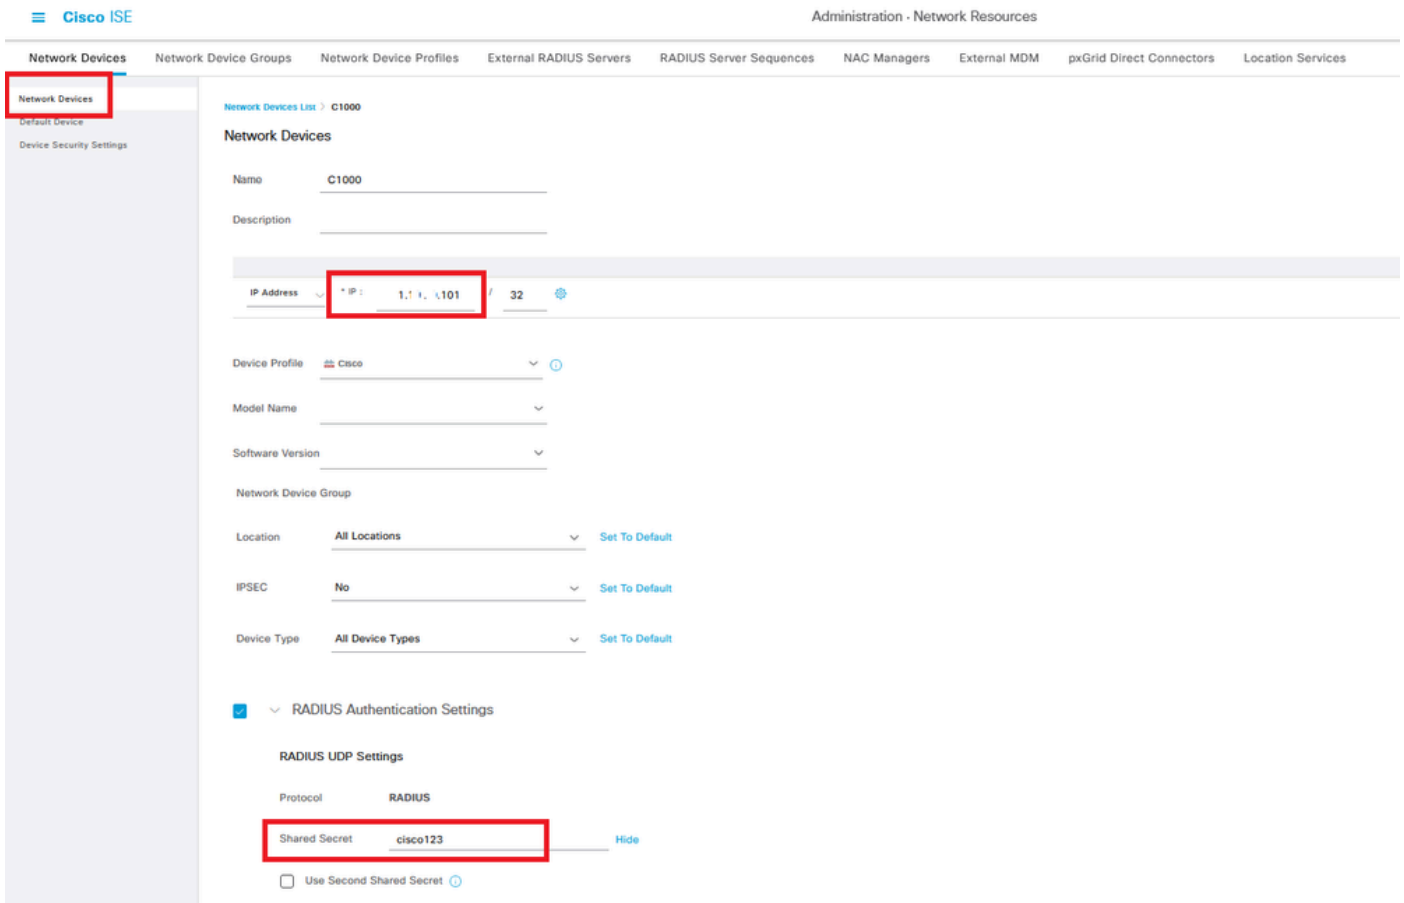 Cisco ISE
Administration · Network Resources
Network Devices Network Device Groups Network Device Profiles External RADIUS Servers RADIUS Server Sequences NAC Managers External MDM pxGrid Direct Connectors Location Services
Network Devices
Default Device
Device Security Settings
Network Devices List > C1000
Network Devices
Name C1000
Description
IP Address * IP : .101 / 32
Device Profile Cisco
Model Name
Software Version
Network Device Group
Location All Locations Set To Default
IPSEC No Set To Default
Device Type All Device Types Set To Default
RADIUS Authentication Settings
RADIUS UDP Settings
Protocol RADIUS
Shared Secret cisco123 Hide
Use Second Shared Secret